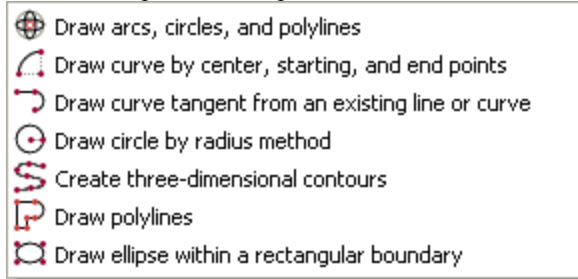 Draw arcs, circles, and polylines
Draw curve by center, starting, and end points
Draw curve tangent from an existing line or curve
Draw circle by radius method
Create three-dimensional contours
Draw polylines
Draw ellipse within a rectangular boundary